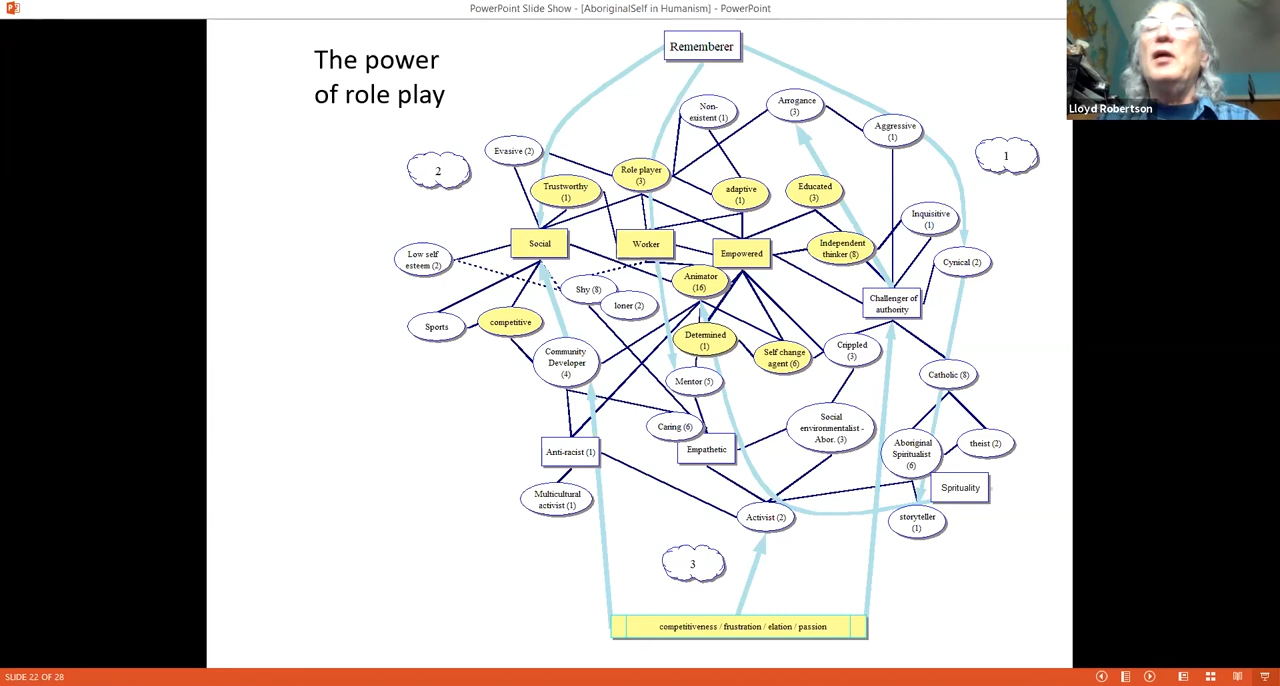 PowerPoint Slide Show - [AboriginalSelf in Humanism] - PowerPoint
Lloyd Robertson
The power
of role play
Rememberer
Non-
existent (1)
Arrogance
(3)
Aggressive
(1)
1
Evasive (2)
2
Role player
(3)
Trustworthy
(1)
adaptive
(1)
Educated
(3)
Inquisitive
(1)
Social
Worker
Empowered
Independent
thinker (8)
Low self
esteem (2)
Cynical (2)
Animator
(16)
Shy (8)
loner (2)
Challenger of
authority
Sports
competitive
Determined
(1)
Self change
agent (6)
Crippled
(3)
Community
Developer
(4)
Mentor (5)
Catholic (8)
Caring (6)
Social
environmentalist -
Abor. (3)
Anti-racist (1)
Empathetic
Aboriginal
Spiritualist
(6)
theist (2)
Sprituality
Multicultural
activist (1)
Activist (2)
storyteller
(1)
3
competitiveness / frustration / elation / passion
SLIDE 22 OF 28